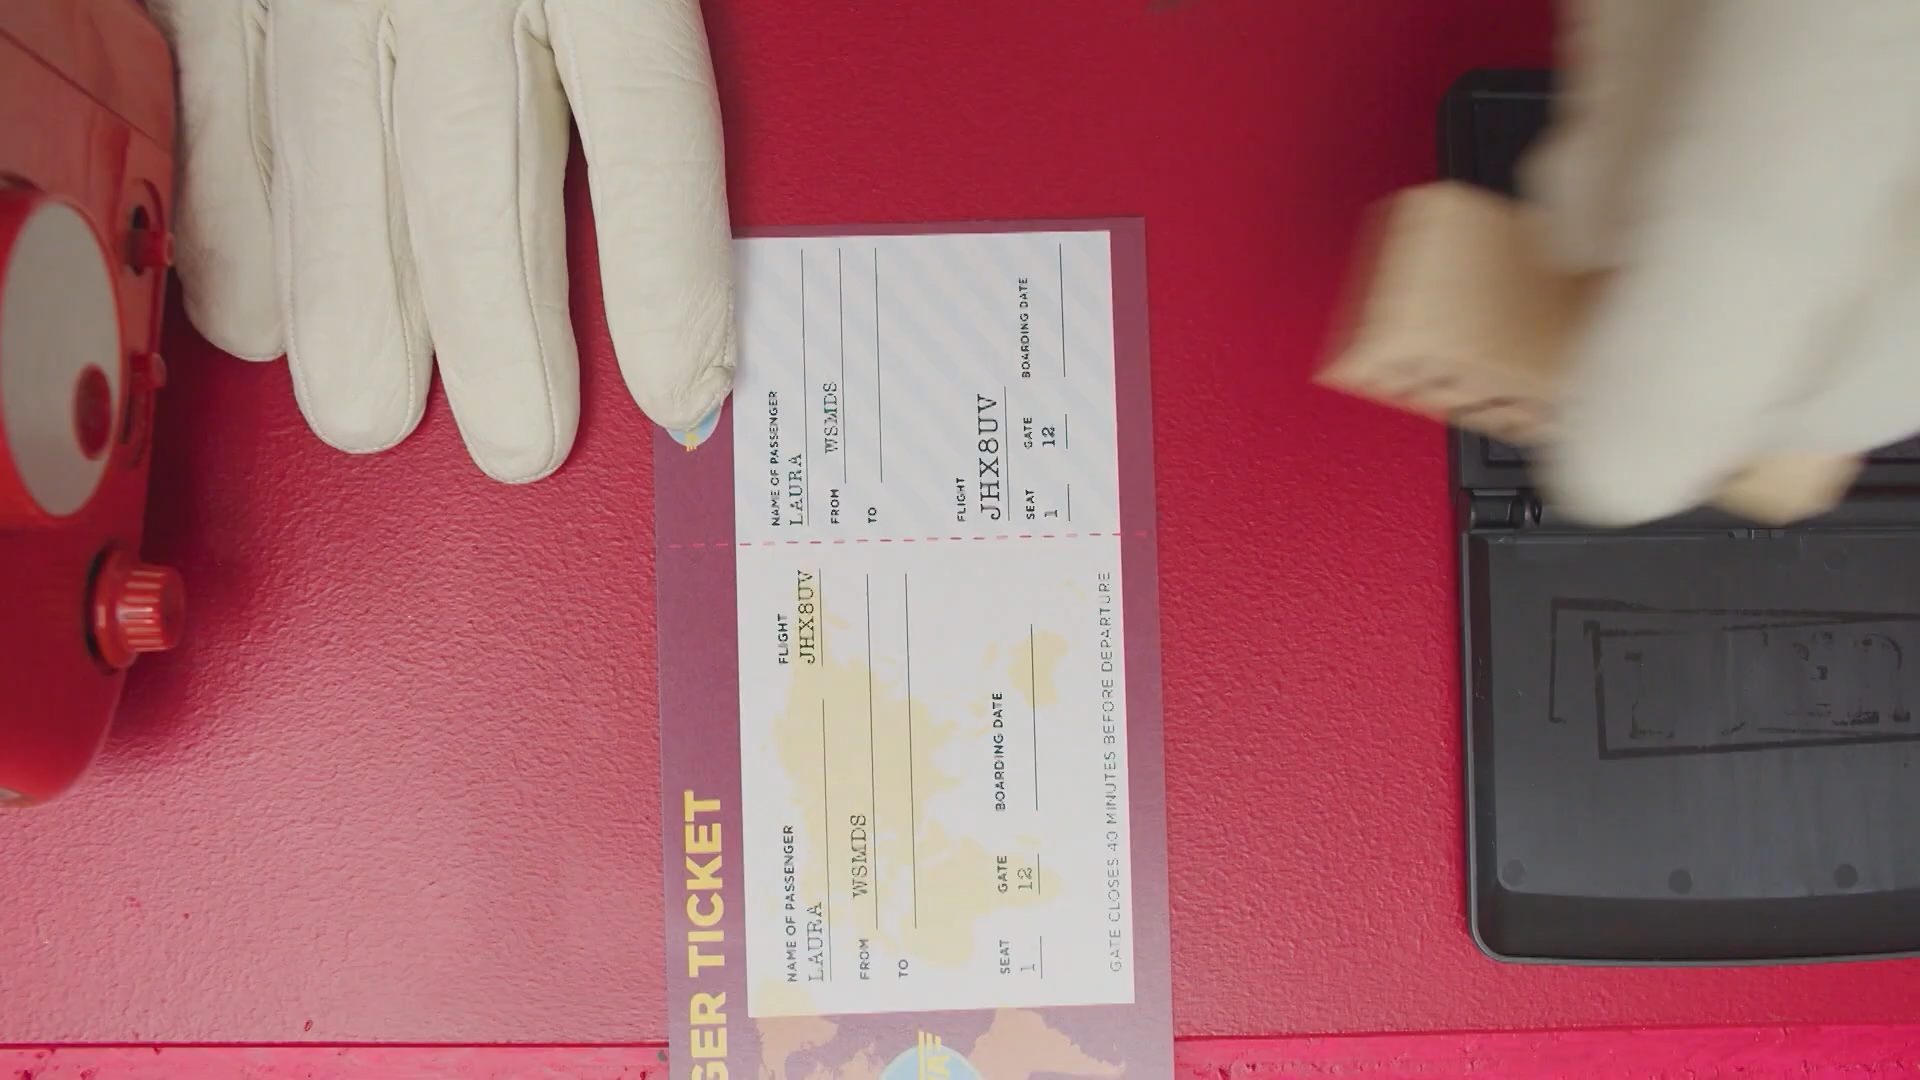 GER TICKET
NAME OF PASSENGER
LAURA
FLIGHT
JHX8UV
FROM WSMDS
TO
SEAT GATE BOARDING DATE
1 12
GATE CLOSES 40 MINUTES BEFORE DEPARTURE
NAME OF PASSENGER
LAURA
FROM WSMDS
TO
FLIGHT
JHX8UV
SEAT GATE BOARDING DATE
1 12